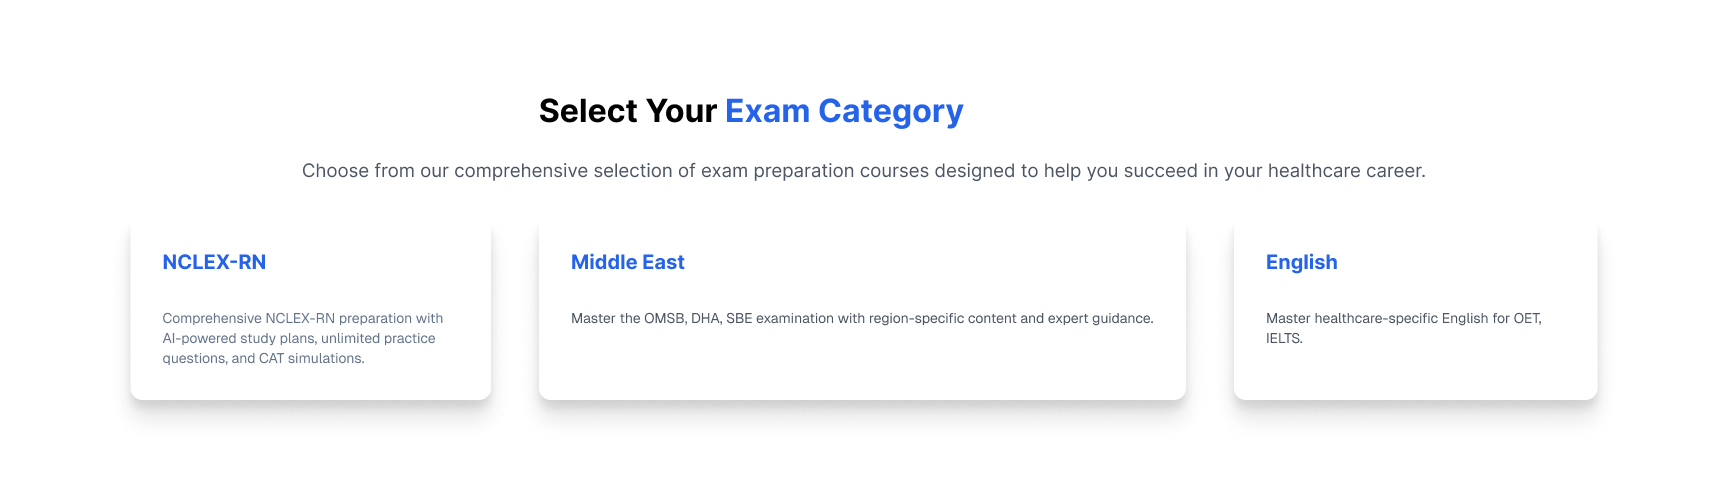 Select Your Exam Category
Choose from our comprehensive selection of exam preparation courses designed to help you succeed in your healthcare career.
NCLEX-RN
Comprehensive NCLEX-RN preparation with
AI-powered study plans, unlimited practice
questions, and CAT simulations.
Middle East
Master the OMSB, DHA, SBE examination with region-specific content and expert guidance.
English
Master healthcare-specific English for OET,
IELTS.